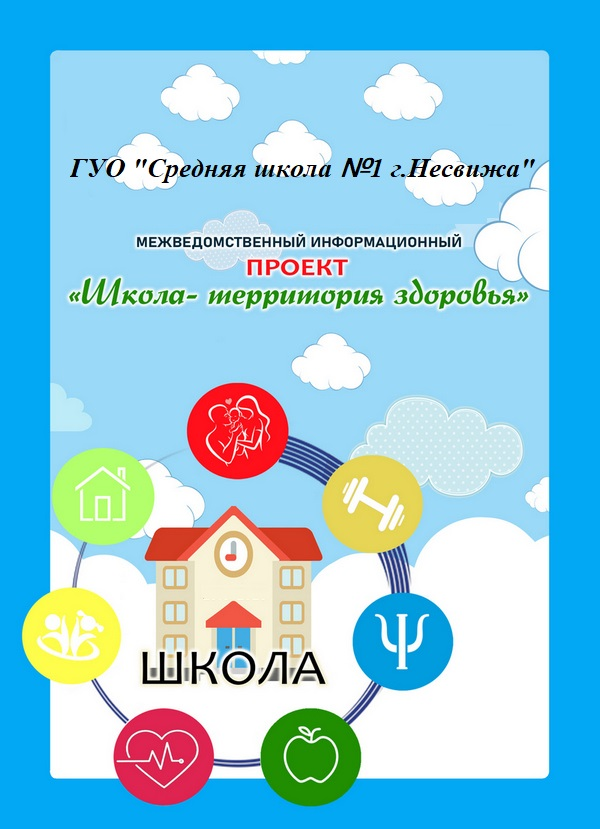 ГУО "Средняя школа №1 г.Несвижа"
МЕЖВЕДОМСТВЕННЫЙ ИНФОРМАЦИОННЫЙ
ПРОЕКТ
«Школа- территория здоровья»
ШКОЛА